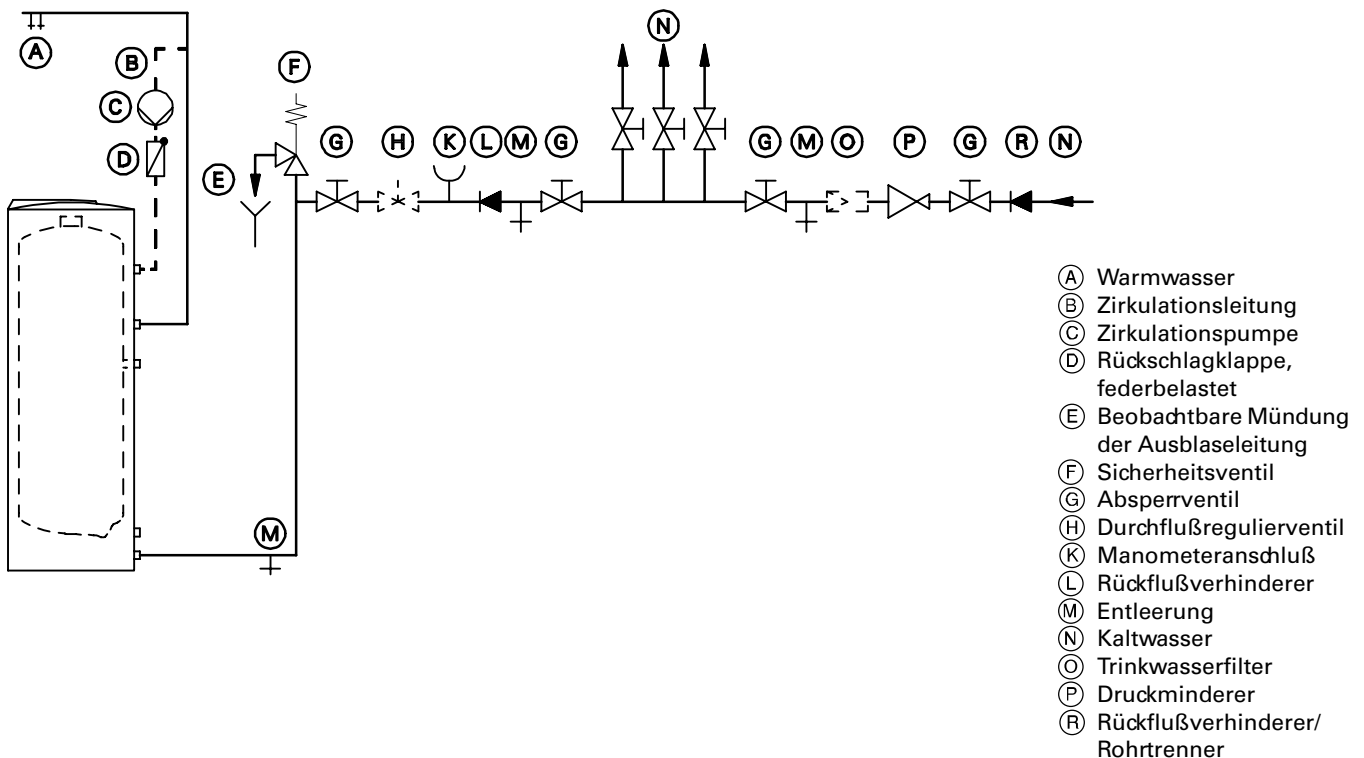 A
B
N
F
C
G H K L M G G M O P G R N
D
E
M
A Warmwasser
B Zirkulationsleitung
C Zirkulationspumpe
D Rückschlagklappe,
federbelastet
E Beobachtbare Mündung
der Ausblaseleitung
F Sicherheitsventil
G Absperrventil
H Durchflußregulierventil
K Manometeranschluß
L Rückflußverhinderer
M Entleerung
N Kaltwasser
O Trinkwasserfilter
P Druckminderer
R Rückflußverhinderer/
Rohrtrenner